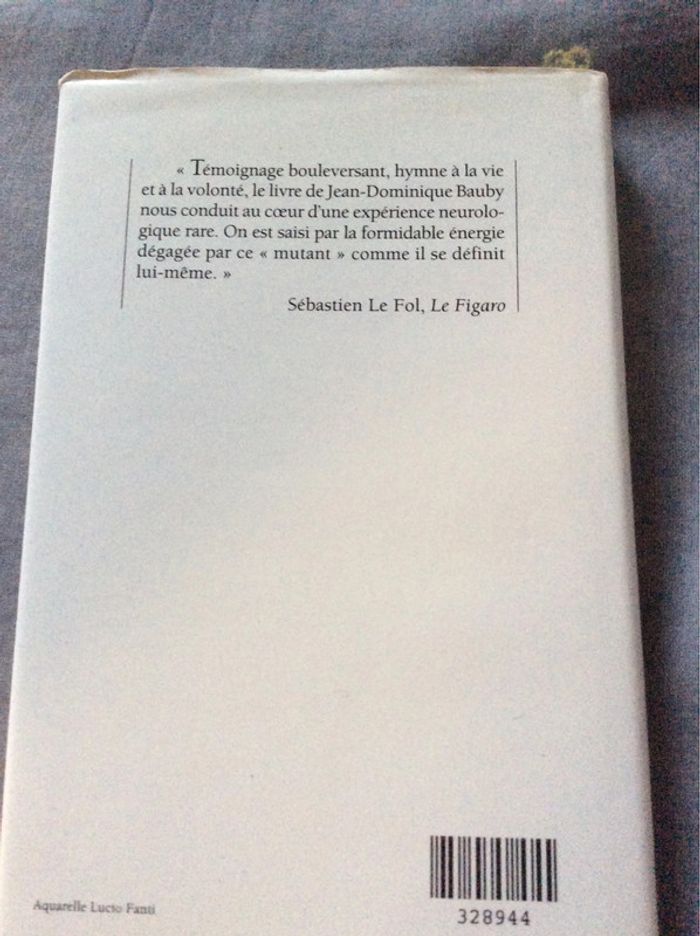 « Témoignage bouleversant, hymne à la vie
et à la volonté, le livre de Jean-Dominique Bauby
nous conduit au cœur d'une expérience neurolo-
gique rare. On est saisi par la formidable énergie
dégagée par ce « mutant » comme il se définit
lui-même. »
Sébastien Le Fol, Le Figaro
Aquarelle Lucio Fanti
328944